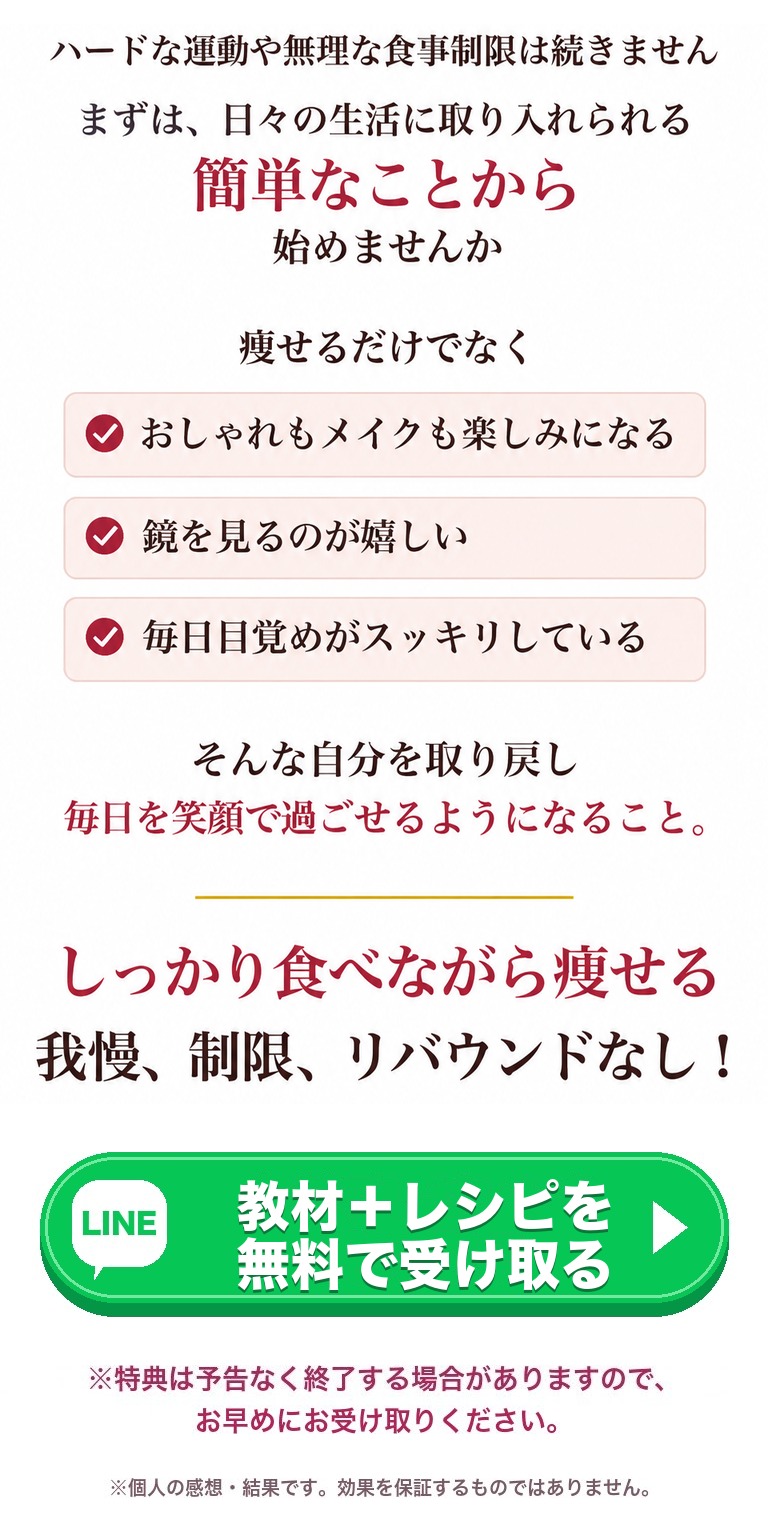 ハードな運動や無理な食事制限は続きません
まずは、日々の生活に取り入れられる
簡単なことから
始めませんか
痩せるだけでなく
おしゃれもメイクも楽しみになる
鏡を見るのが嬉しい
毎日目覚めがスッキリしている
そんな自分を取り戻し
毎日を笑顔で過ごせるようになること。
しっかり食べながら痩せる
我慢、制限、リバウンドなし！
LINE
教材＋レシピを
無料で受け取る
※特典は予告なく終了する場合がありますので、
お早めにお受け取りください。
※個人の感想・結果です。効果を保証するものではありません。